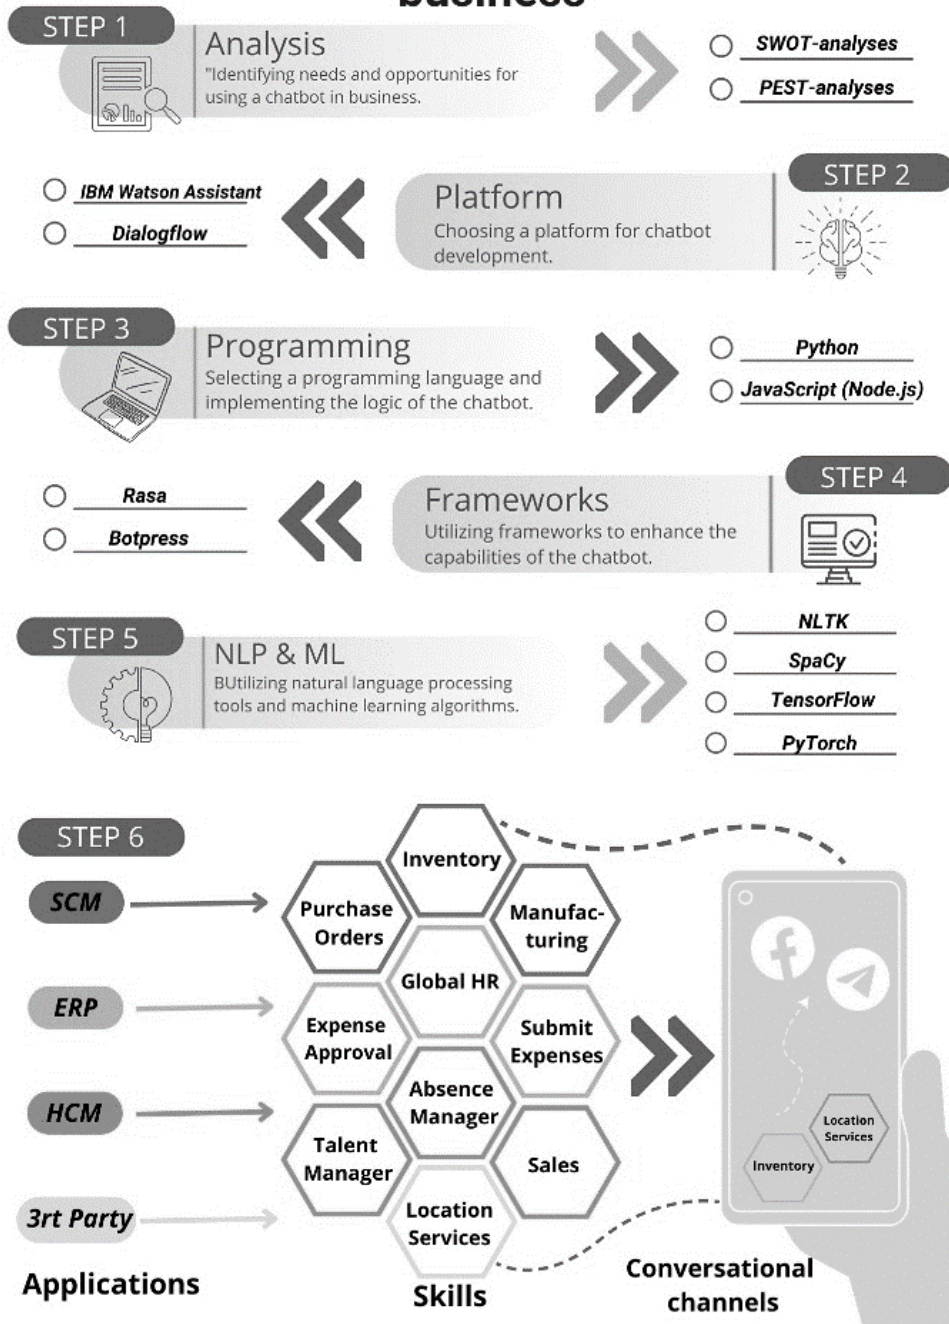 business
STEP 1
Analysis
"Identifying needs and opportunities for
using a chatbot in business.
SWOT-analyses
PEST-analyses
STEP 2
Platform
Choosing a platform for chatbot
development.
IBM Watson Assistant
Dialogflow
STEP 3
Programming
Selecting a programming language and
implementing the logic of the chatbot.
Python
JavaScript (Node.js)
STEP 4
Frameworks
Utilizing frameworks to enhance the
capabilities of the chatbot.
Rasa
Botpress
STEP 5
NLP & ML
BUtilizing natural language processing
tools and machine learning algorithms.
NLTK
SpaCy
TensorFlow
PyTorch
STEP 6
SCM
ERP
HCM
3rt Party
Applications
Inventory
Purchase
Orders
Manufac-
turing
Global HR
Expense
Approval
Submit
Expenses
Absence
Manager
Talent
Manager
Sales
Location
Services
Skills
Location
Services
Inventory
Conversational
channels